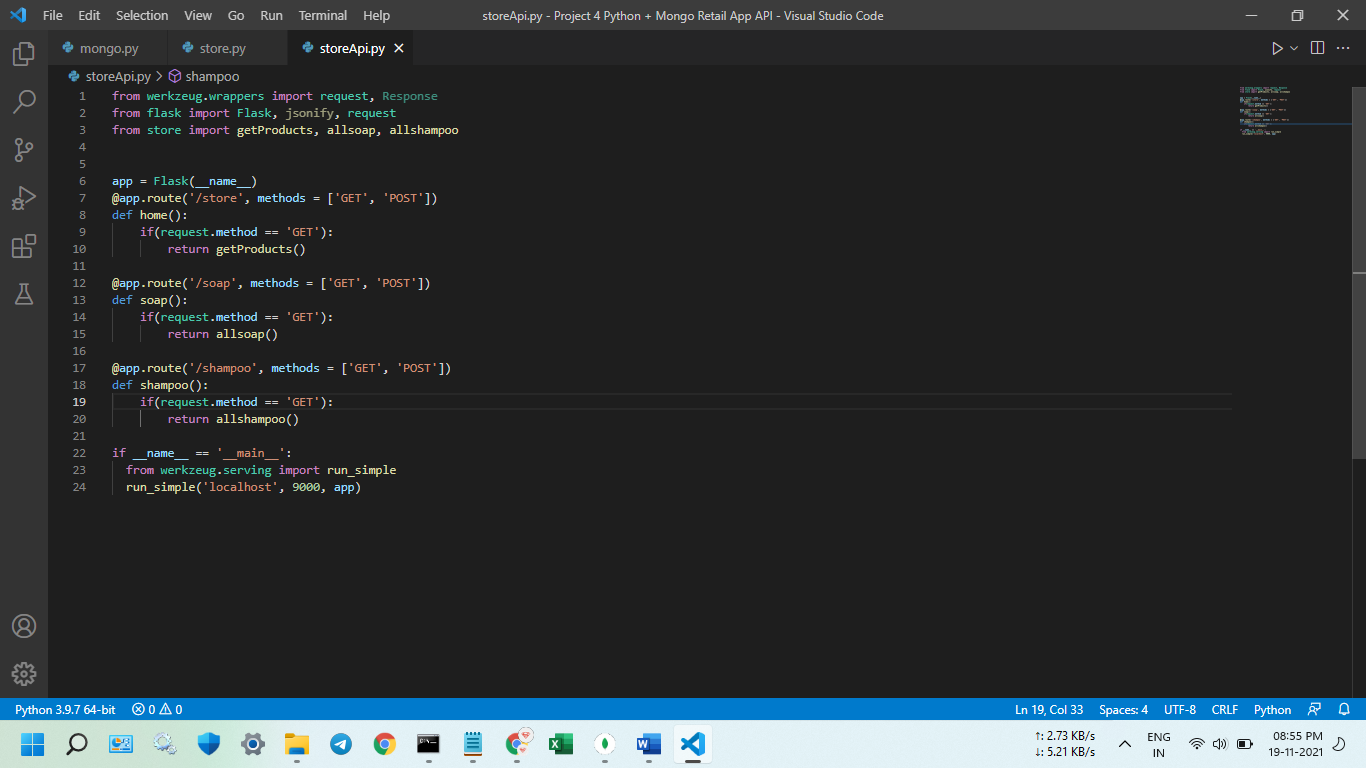 File Edit Selection View Go Run Terminal Help
storeApi.py - Project 4 Python + Mongo Retail App API - Visual Studio Code
mongo.py
store.py
storeApi.py
storeApi.py > shampoo
1 from werkzeug.wrappers import request, Response
2 from flask import Flask, jsonify, request
3 from store import getProducts, allsoap, allshampoo
4
5
6 app = Flask(__name__)
7 @app.route('/store', methods = ['GET', 'POST'])
8 def home():
9     if(request.method == 'GET'):
10         return getProducts()
11
12 @app.route('/soap', methods = ['GET', 'POST'])
13 def soap():
14     if(request.method == 'GET'):
15         return allsoap()
16
17 @app.route('/shampoo', methods = ['GET', 'POST'])
18 def shampoo():
19     if(request.method == 'GET'):
20         return allshampoo()
21
22 if __name__ == '__main__':
23   from werkzeug.serving import run_simple
24   run_simple('localhost', 9000, app)
Python 3.9.7 64-bit 0 0 Ln 19, Col 33 Spaces: 4 UTF-8 CRLF Python
↑: 2.73 KB/s
↓: 5.21 KB/s
ENG
IN
08:55 PM
19-11-2021